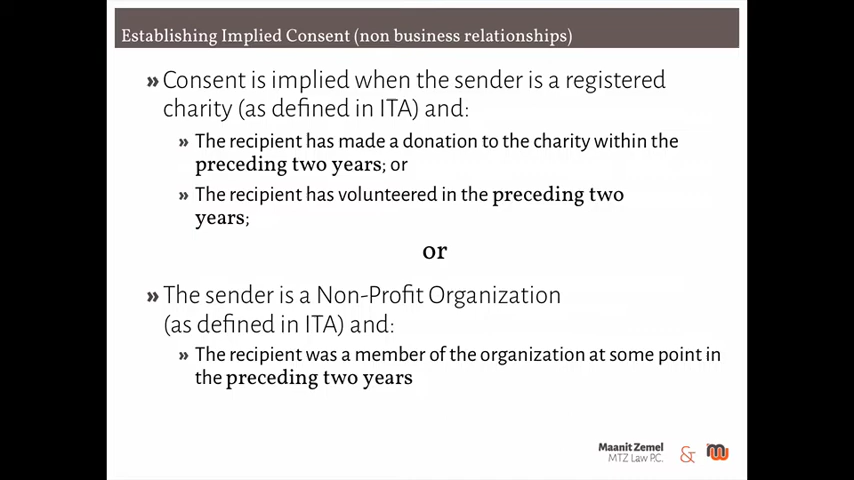 Establishing Implied Consent (non business relationships)
» Consent is implied when the sender is a registered
charity (as defined in ITA) and:
» The recipient has made a donation to the charity within the
preceding two years; or
» The recipient has volunteered in the preceding two
years;
or
» The sender is a Non-Profit Organization
(as defined in ITA) and:
» The recipient was a member of the organization at some point in
the preceding two years
Maanit Zemel
MTZ Law P.C.
&